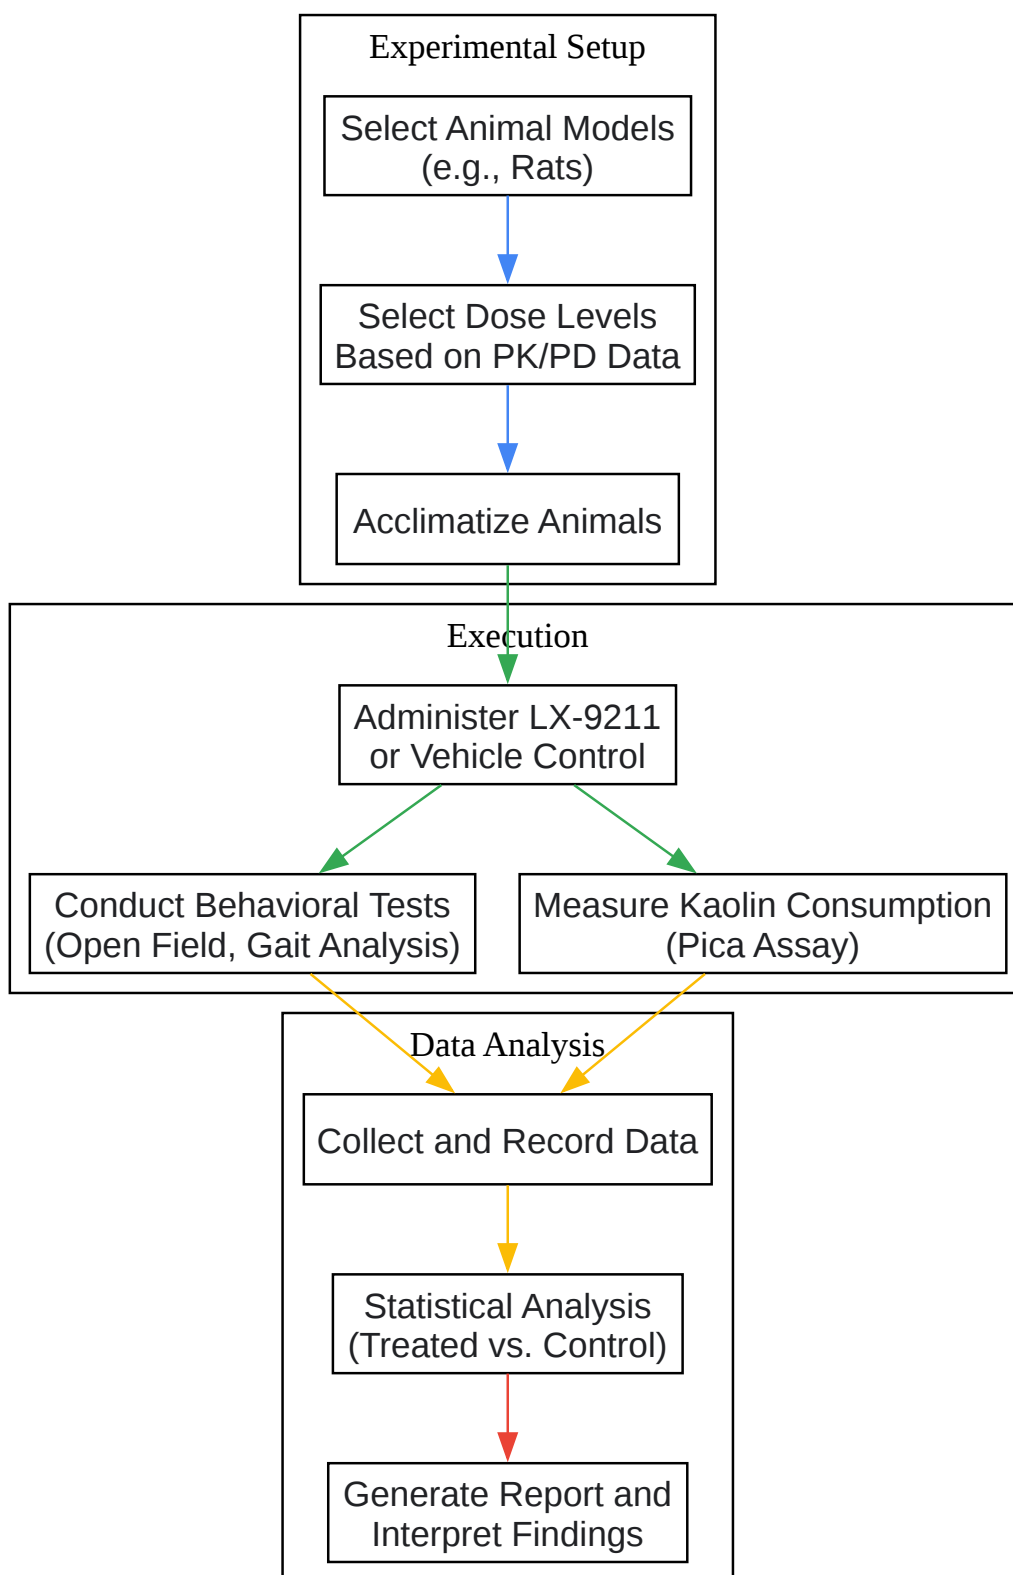 Experimental Setup
Select Animal Models
(e.g., Rats)
Select Dose Levels
Based on PK/PD Data
Acclimatize Animals
Execution
Administer LX-9211
or Vehicle Control
Conduct Behavioral Tests
(Open Field, Gait Analysis)
Measure Kaolin Consumption
(Pica Assay)
Data Analysis
Collect and Record Data
Statistical Analysis
(Treated vs. Control)
Generate Report and
Interpret Findings